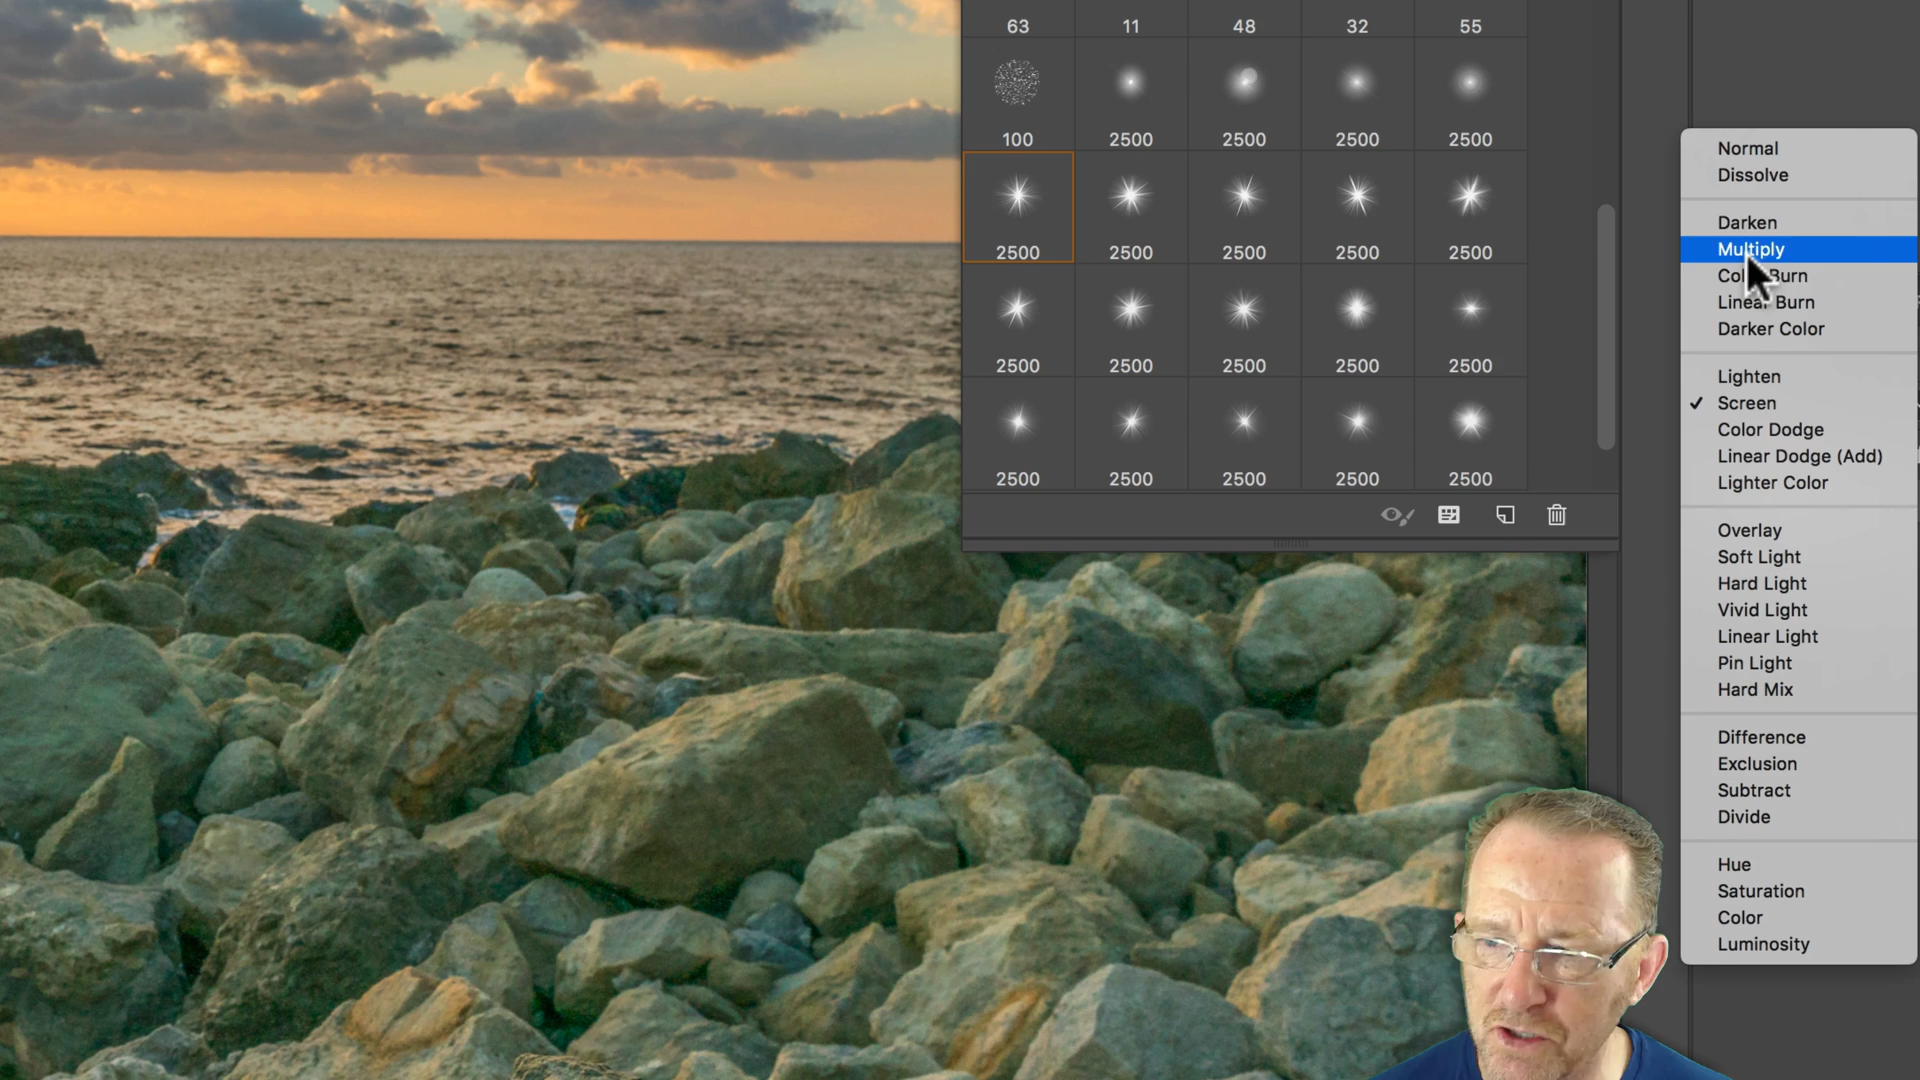 63 11 48 32 55
100 2500 2500 2500 2500
2500 2500 2500 2500 2500
2500 2500 2500 2500 2500
2500 2500 2500 2500 2500
Normal
Dissolve
Darken
Multiply
Color Burn
Linear Burn
Darker Color
Lighten
Screen
Color Dodge
Linear Dodge (Add)
Lighter Color
Overlay
Soft Light
Hard Light
Vivid Light
Linear Light
Pin Light
Hard Mix
Difference
Exclusion
Subtract
Divide
Hue
Saturation
Color
Luminosity